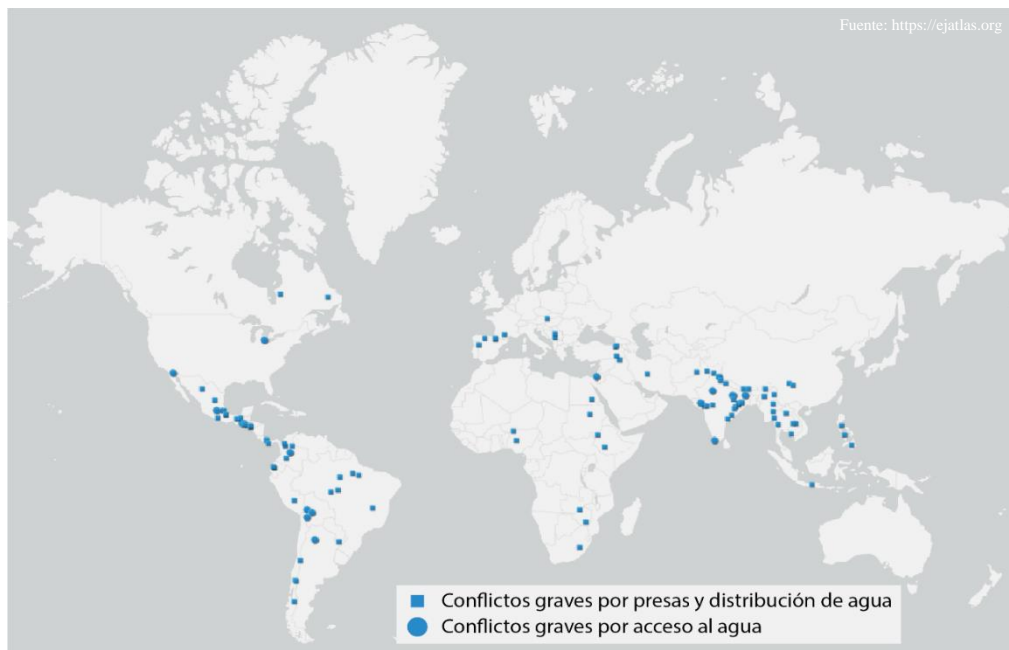 Fuente: https://ejatlas.org
Conflictos graves por presas y distribución de agua
Conflictos graves por acceso al agua